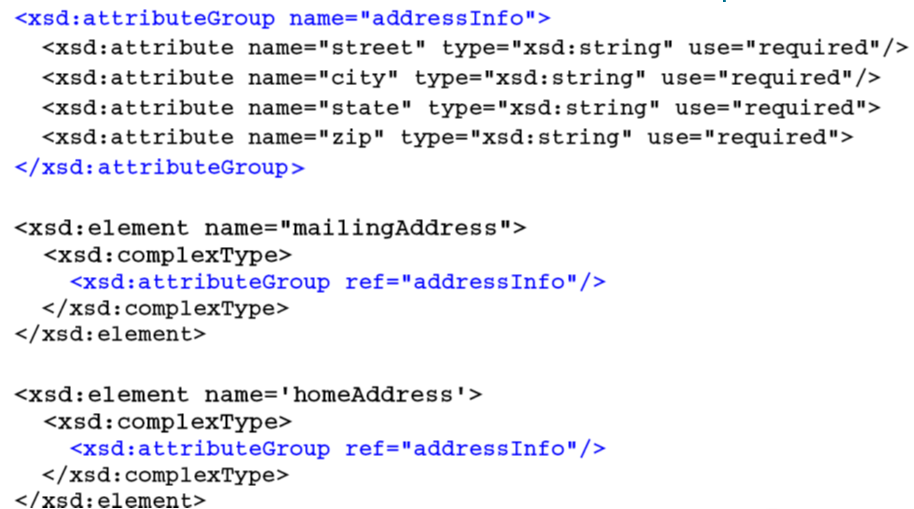 <xsd:attributeGroup name="addressInfo">
<xsd:attribute name="street" type="xsd:string" use="required"/>
<xsd:attribute name="city" type="xsd:string" use="required"/>
<xsd:attribute name="state" type="xsd:string" use="required">
<xsd:attribute name="zip" type="xsd:string" use="required">
</xsd:attributeGroup>
<xsd:element name="mailingAddress">
<xsd:complexType>
<xsd:attributeGroup ref="addressInfo"/>
</xsd:complexType>
</xsd:element>
<xsd:element name='homeAddress'>
<xsd:complexType>
<xsd:attributeGroup ref="addressInfo"/>
</xsd:complexType>
</xsd:element>